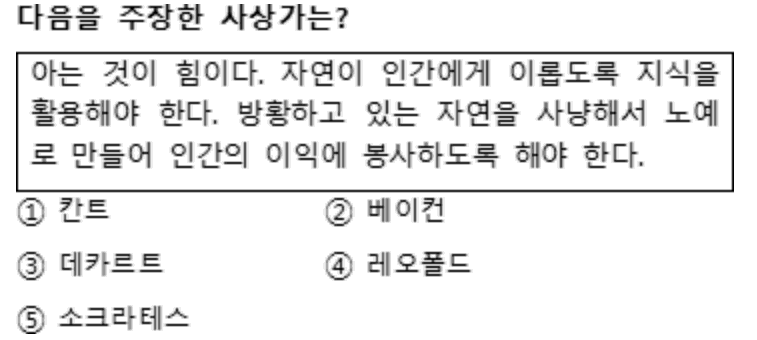 다음을 주장한 사상가는?
아는 것이 힘이다. 자연이 인간에게 이롭도록 지식을
활용해야 한다. 방황하고 있는 자연을 사냥해서 노예
로 만들어 인간의 이익에 봉사하도록 해야 한다.
① 칸트 ② 베이컨
③ 데카르트 ④ 레오폴드
⑤ 소크라테스